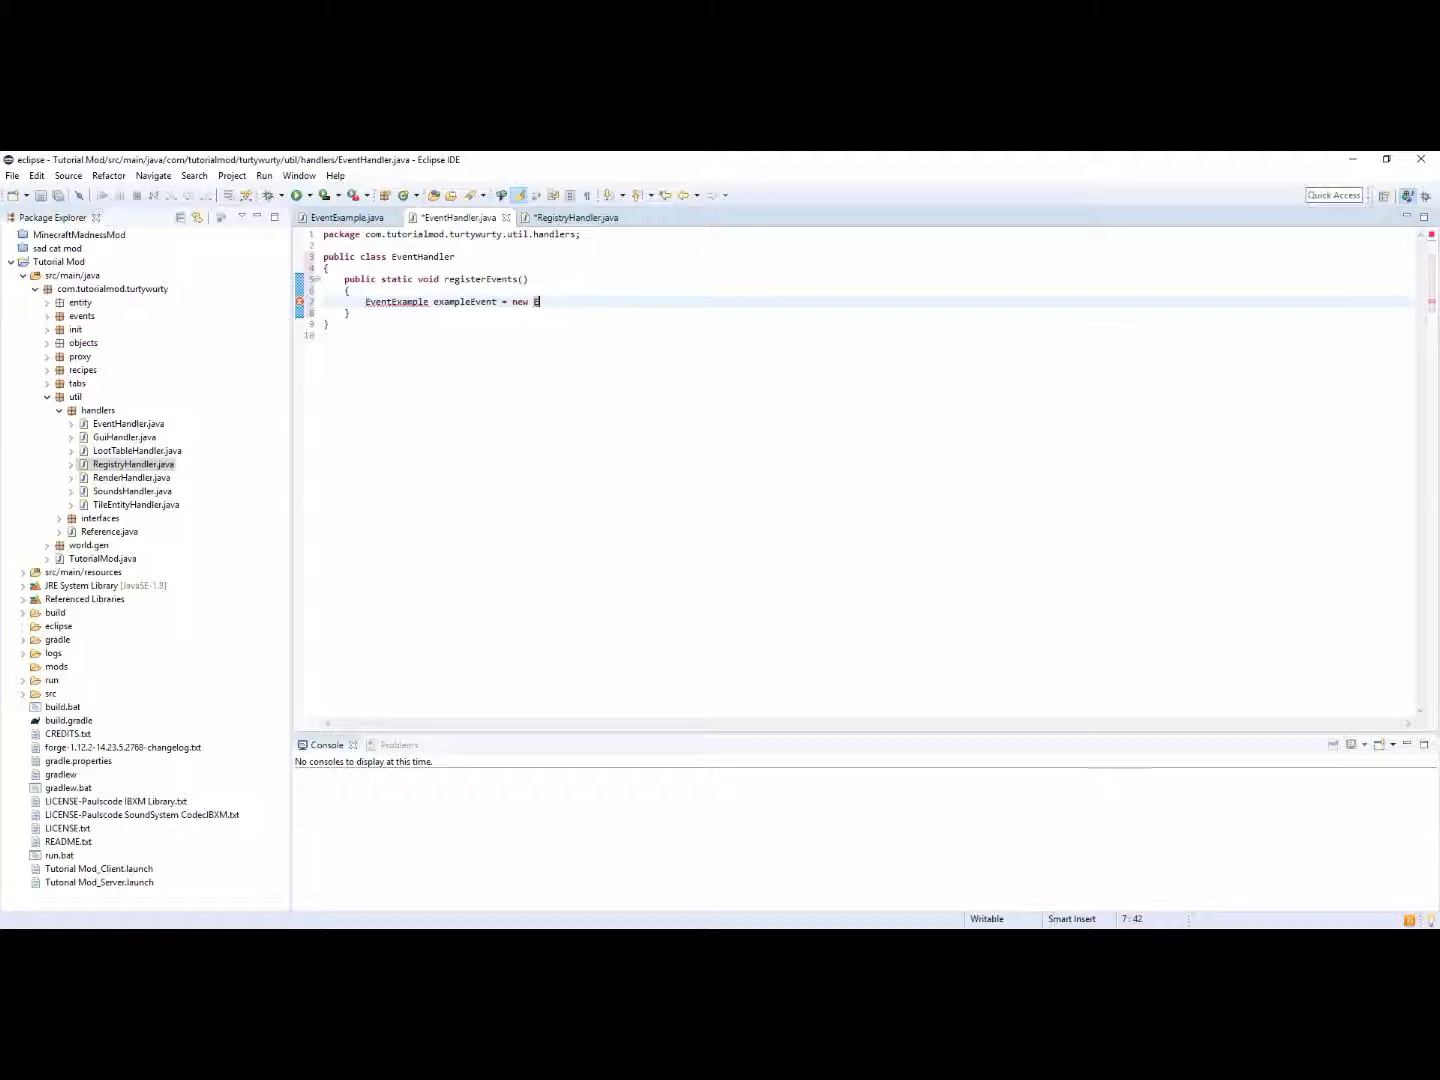 eclipse - Tutorial Mod/src/main/java/com/tutorialmod/turtywurty/util/handlers/EventHandler.java - Eclipse IDE
File Edit Source Refactor Navigate Search Project Run Window Help
Quick Access
Package Explorer
EventExample.java *EventHandler.java *RegistryHandler.java
MinecraftMadnessMod
sad cat mod
Tutorial Mod
src/main/java
com.tutorialmod.turtywurty
entity
events
init
objects
proxy
recipes
tabs
util
handlers
EventHandler.java
GuiHandler.java
LootTableHandler.java
RegistryHandler.java
RenderHandler.java
SoundsHandler.java
TileEntityHandler.java
interfaces
Reference.java
world.gen
TutorialMod.java
src/main/resources
JRE System Library [JavaSE-1.8]
Referenced Libraries
build
eclipse
gradle
logs
mods
run
src
build.bat
build.gradle
CREDITS.txt
forge-1.12.2-14.23.5.2768-changelog.txt
gradle.properties
gradlew
gradlew.bat
LICENSE-Paulscode IBXM Library.txt
LICENSE-Paulscode SoundSystem CodecIBXM.txt
LICENSE.txt
README.txt
run.bat
Tutorial Mod_Client.launch
Tutorial Mod_Server.launch
1 package com.tutorialmod.turtywurty.util.handlers;
2
3 public class EventHandler
4 {
5 public static void registerEvents()
6 {
7 EventExample exampleEvent = new E
8 }
9 }
10
Console Problems
No consoles to display at this time.
Writable Smart Insert 7 : 42